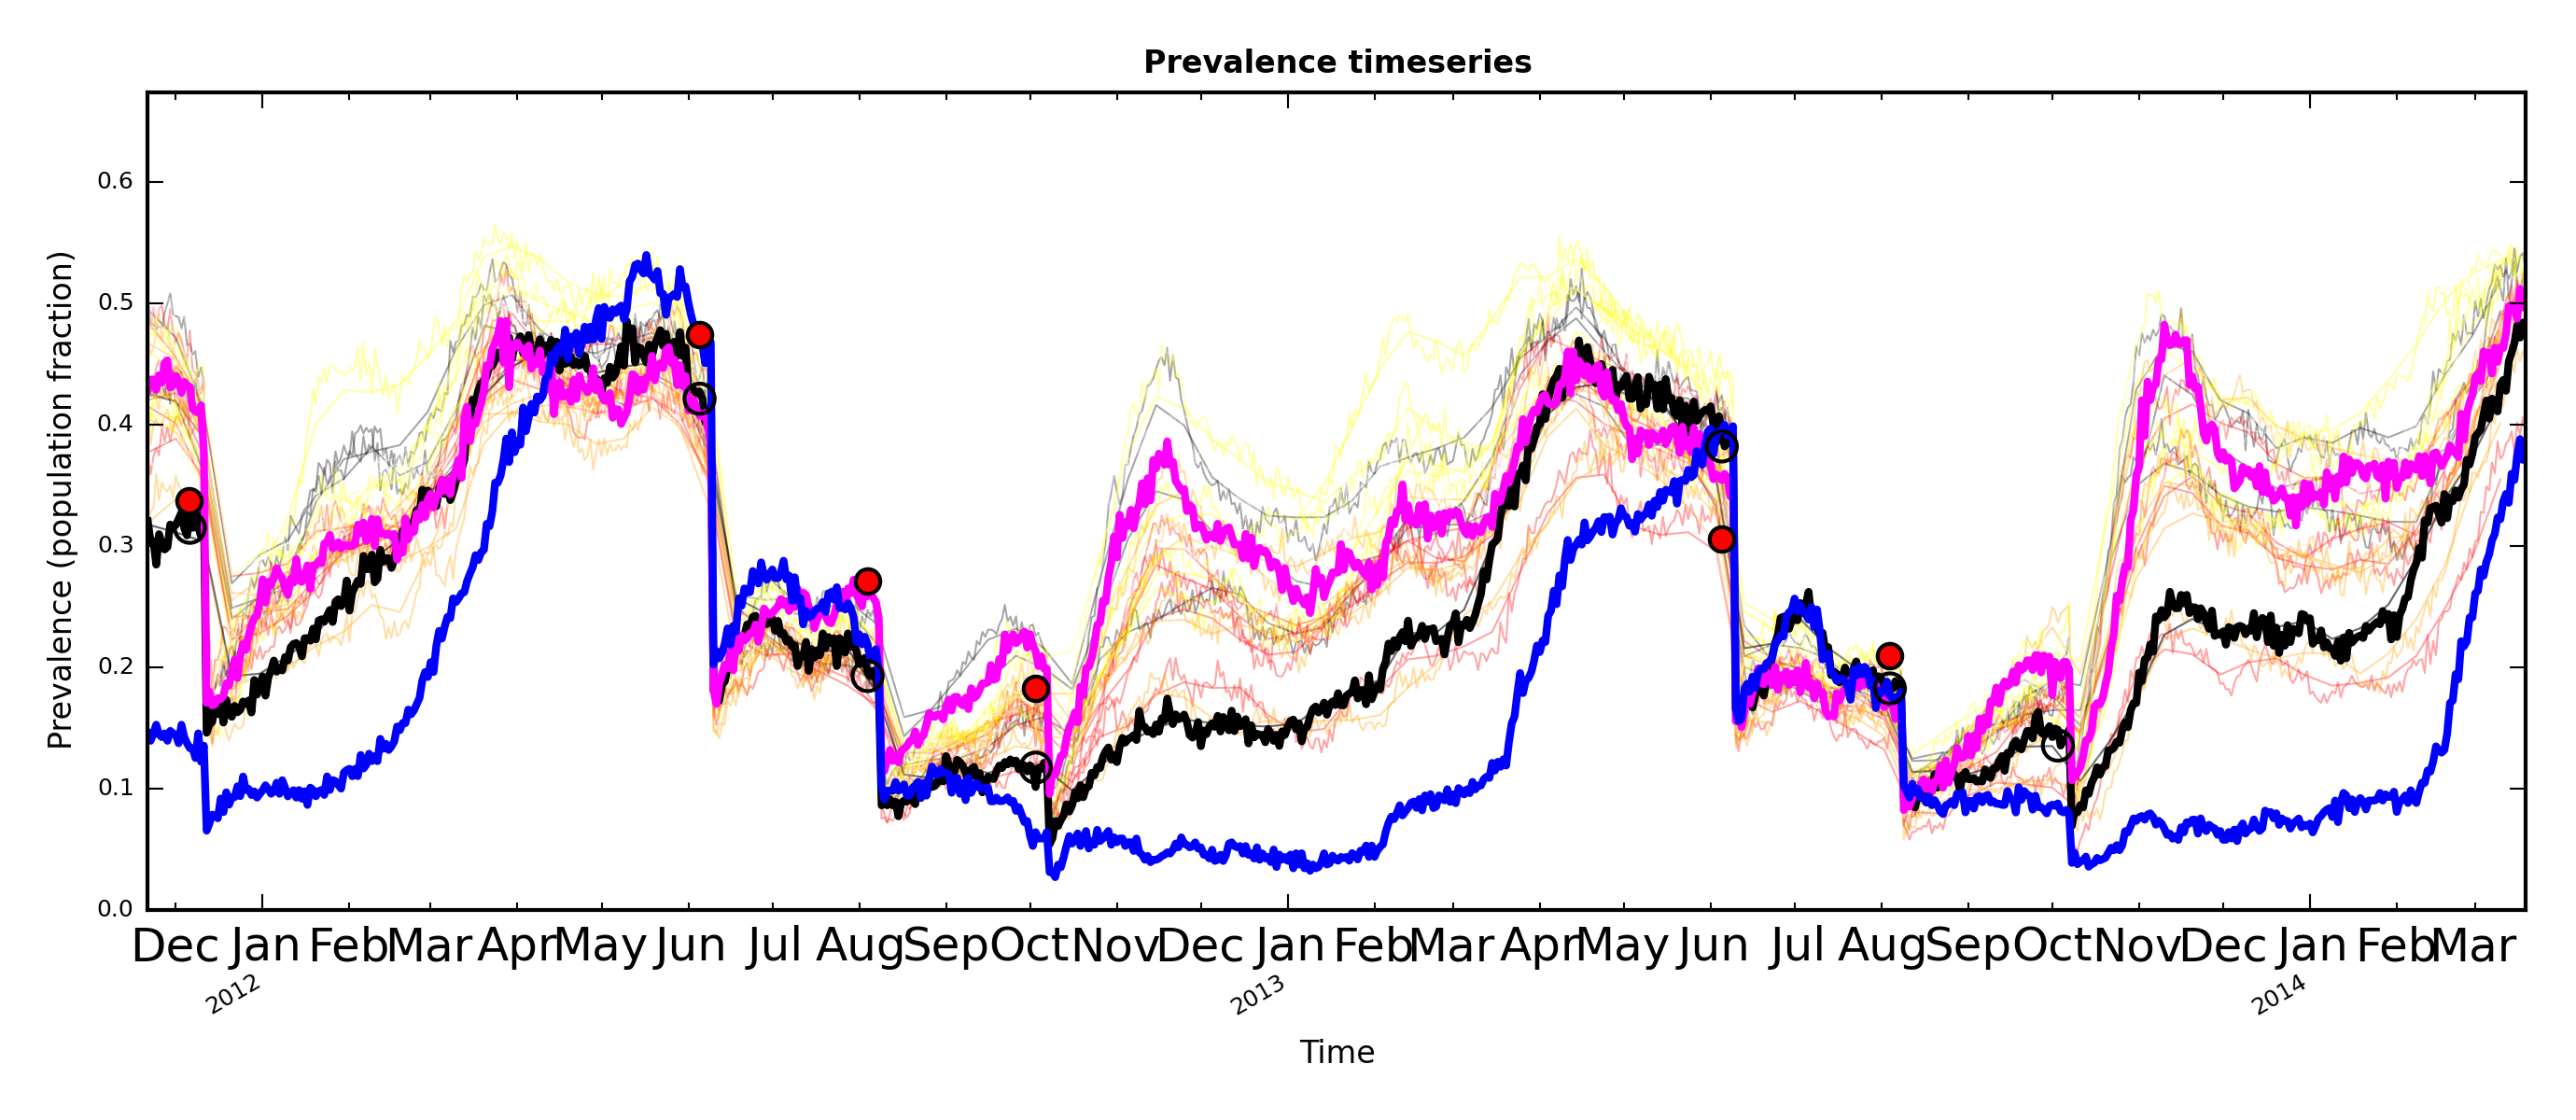 Prevalence timeseries
Prevalence (population fraction)
0.6
0.5
0.4
0.3
0.2
0.1
0.0
Dec Jan Feb Mar Apr May Jun Jul Aug Sep Oct Nov Dec Jan Feb Mar Apr May Jun Jul Aug Sep Oct Nov Dec Jan Feb Mar
2012 2013 2014
Time